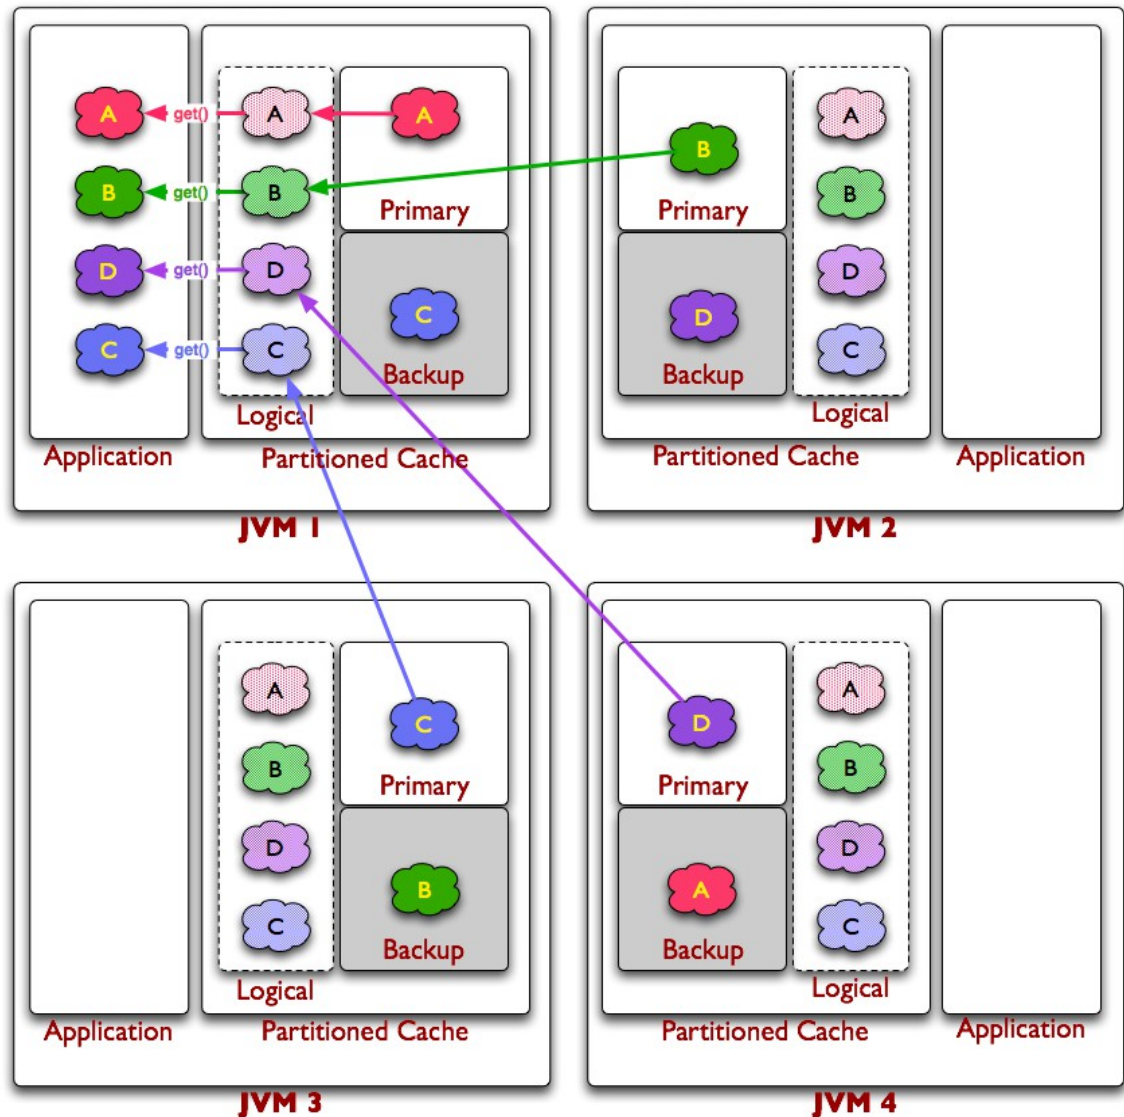 A get() A A
B get() B Primary
D get() D C
C get() C Backup
Logical
Application Partitioned Cache
JVM 1
B A
Primary B
D D
Backup C
Logical
Partitioned Cache Application
JVM 2
A C
B Primary
D B
C Backup
Logical
Application Partitioned Cache
JVM 3
D A
Primary B
A D
Backup C
Logical
Partitioned Cache Application
JVM 4